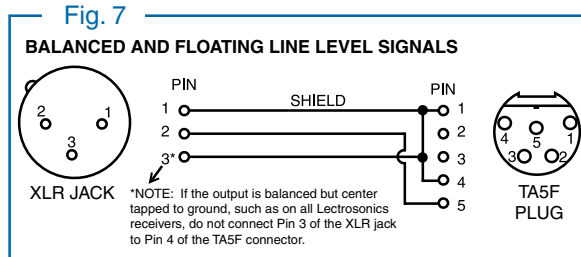 Fig. 7
BALANCED AND FLOATING LINE LEVEL SIGNALS
2
1
3
XLR JACK
PIN
1
2
3*
SHIELD
PIN
1
2
3
4
5
4
5
1
3
2
TA5F
PLUG
*NOTE: If the output is balanced but center
tapped to ground, such as on all Lectrosonics
receivers, do not connect Pin 3 of the XLR jack
to Pin 4 of the TA5F connector.